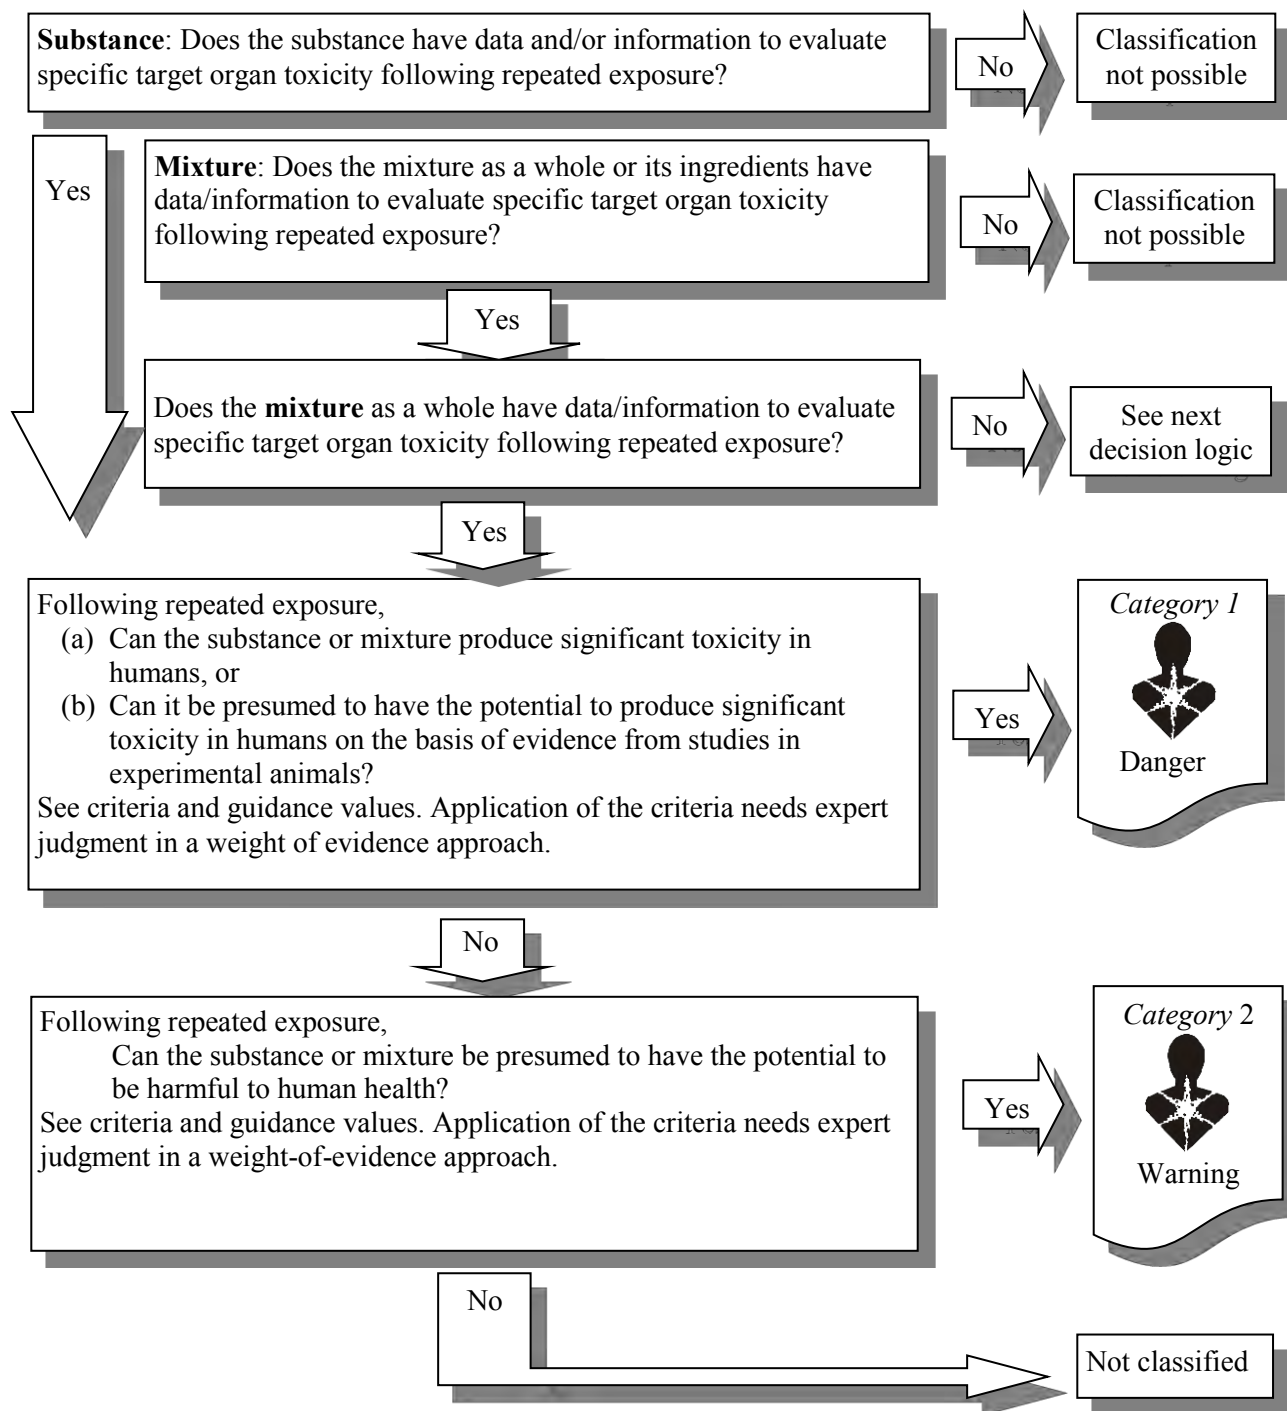 Substance: Does the substance have data and/or information to evaluate
specific target organ toxicity following repeated exposure?
No
Classification
not possible
Yes
Mixture: Does the mixture as a whole or its ingredients have
data/information to evaluate specific target organ toxicity
following repeated exposure?
No
Classification
not possible
Yes
Does the mixture as a whole have data/information to evaluate
specific target organ toxicity following repeated exposure?
No
See next
decision logic
Yes
Following repeated exposure,
(a) Can the substance or mixture produce significant toxicity in
humans, or
(b) Can it be presumed to have the potential to produce significant
toxicity in humans on the basis of evidence from studies in
experimental animals?
See criteria and guidance values. Application of the criteria needs expert
judgment in a weight of evidence approach.
Yes
Category 1
Danger
No
Following repeated exposure,
Can the substance or mixture be presumed to have the potential to
be harmful to human health?
See criteria and guidance values. Application of the criteria needs expert
judgment in a weight-of-evidence approach.
Yes
Category 2
Warning
No
Not classified